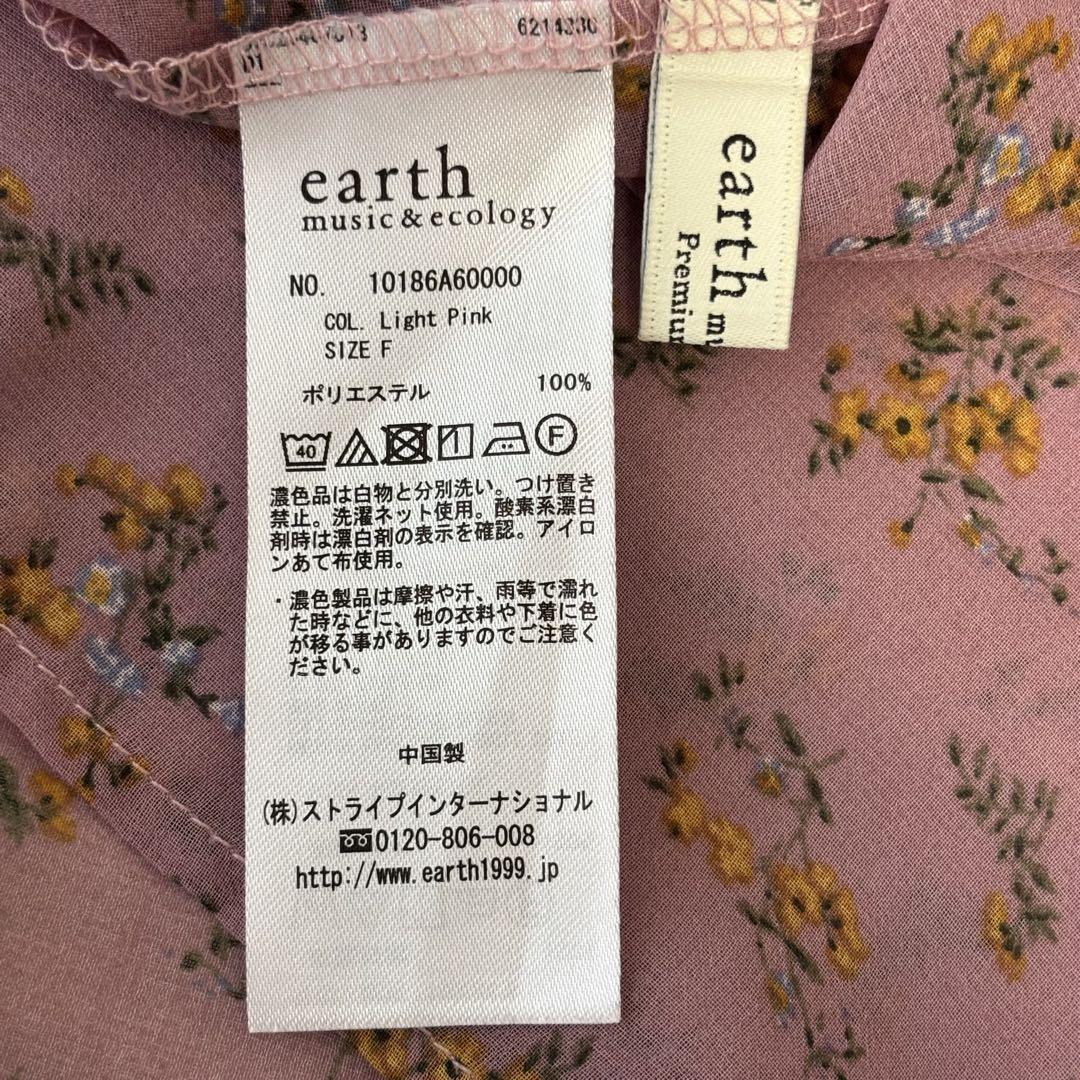 6214330
earth
music&ecology
NO. 10186A60000
COL. Light Pink
SIZE F
ポリエステル 100%
40 F
濃色品は白物と分別洗い。つけ置き
禁止。洗濯ネット使用。酸素系漂白
剤時は漂白剤の表示を確認。アイロ
ンあて布使用。
・濃色製品は摩擦や汗、雨等で濡れ
た時などに、他の衣料や下着に色
が移る事がありますのでご注意く
ださい。
中国製
(株)ストライプインターナショナル
0120-806-008
http://www.earth1999.jp
earth mu
Premium